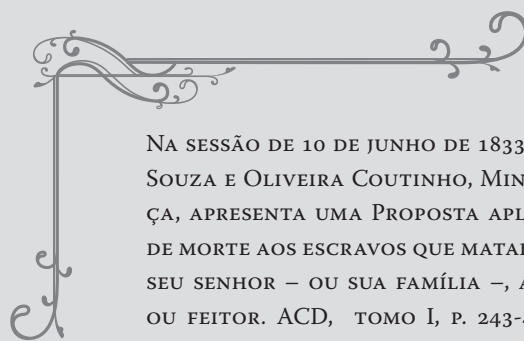 Na sessão de 10 de junho de 1833
Souza e Oliveira Coutinho, Min
ça, apresenta uma Proposta apl
de morte aos escravos que mata
seu senhor – ou sua família –, a
ou feitor. ACD, tomo I, p. 243-